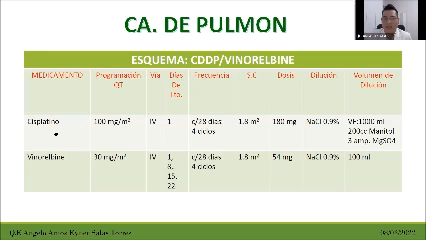 CA. DE PULMON
ESQUEMA: CDDP/VINORELBINE
MEDICAMENTO Programación QT Vía Días De Tto. Frecuencia S.C Dosis Dilución Volumen de Dilución
Cisplatino 100 mg/m² IV 1 c/28 días 4 ciclos 1.8 m² 180 mg NaCl 0.9% VF:1000 ml 200cc Manitol 3 amp. MgSO4
Vinorelbine 30 mg/m² IV 1, 8, 15, 22 c/28 días 4 ciclos 1.8 m² 54 mg NaCl 0.9% 100 ml